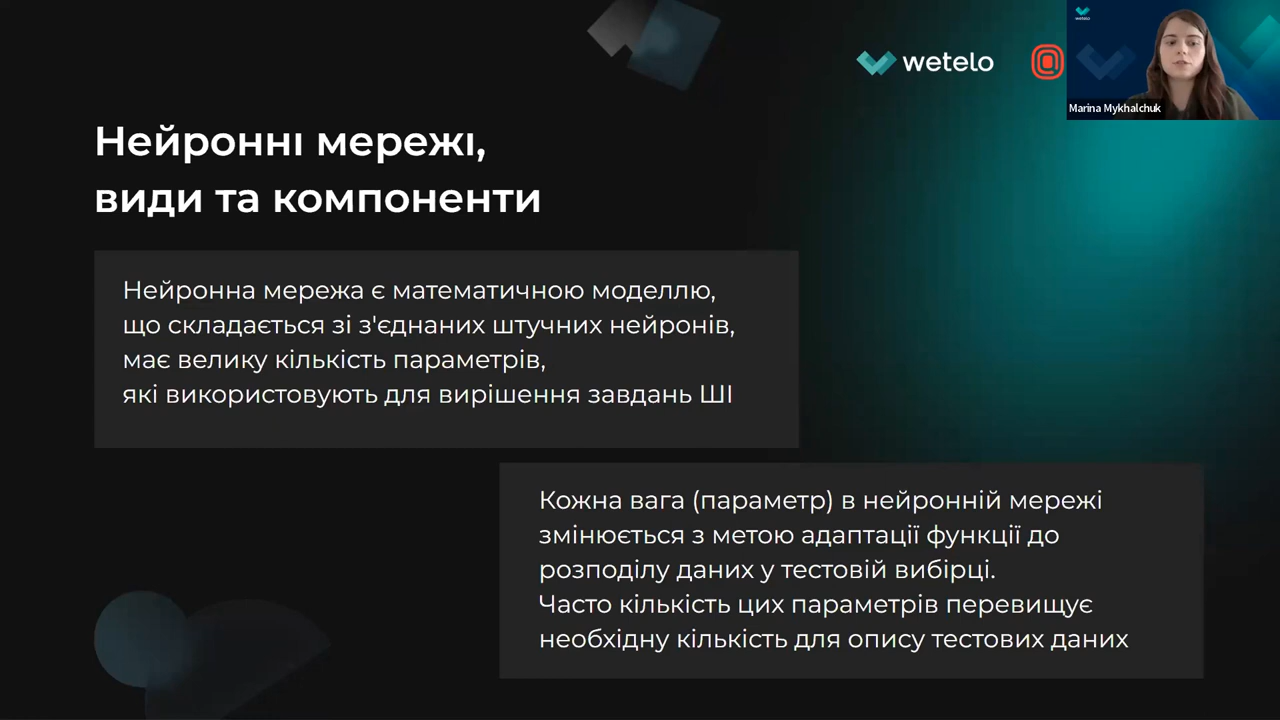 wetelo
wetelo
Marina Mykhalchuk
Нейронні мережі,
види та компоненти
Нейронна мережа є математичною моделлю,
що складається зі з'єднаних штучних нейронів,
має велику кількість параметрів,
які використовують для вирішення завдань ШІ
Кожна вага (параметр) в нейронній мережі
змінюється з метою адаптації функції до
розподілу даних у тестовій вибірці.
Часто кількість цих параметрів перевищує
необхідну кількість для опису тестових даних